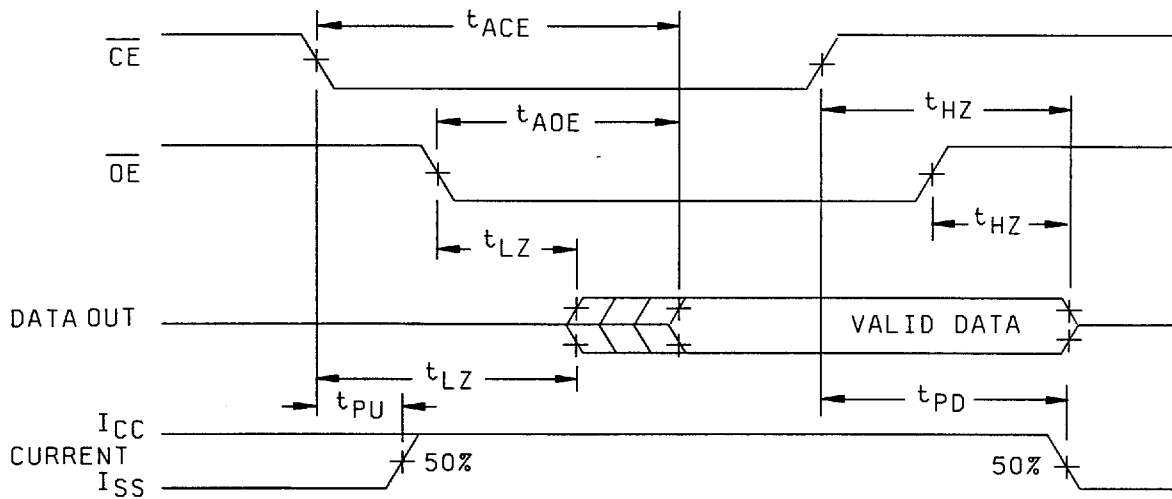 tACE
CE
tAOE
tHZ
OE
tLZ
tHZ
DATA OUT
VALID DATA
tLZ
tPU
tPD
ICC
CURRENT
50%
50%
ISS